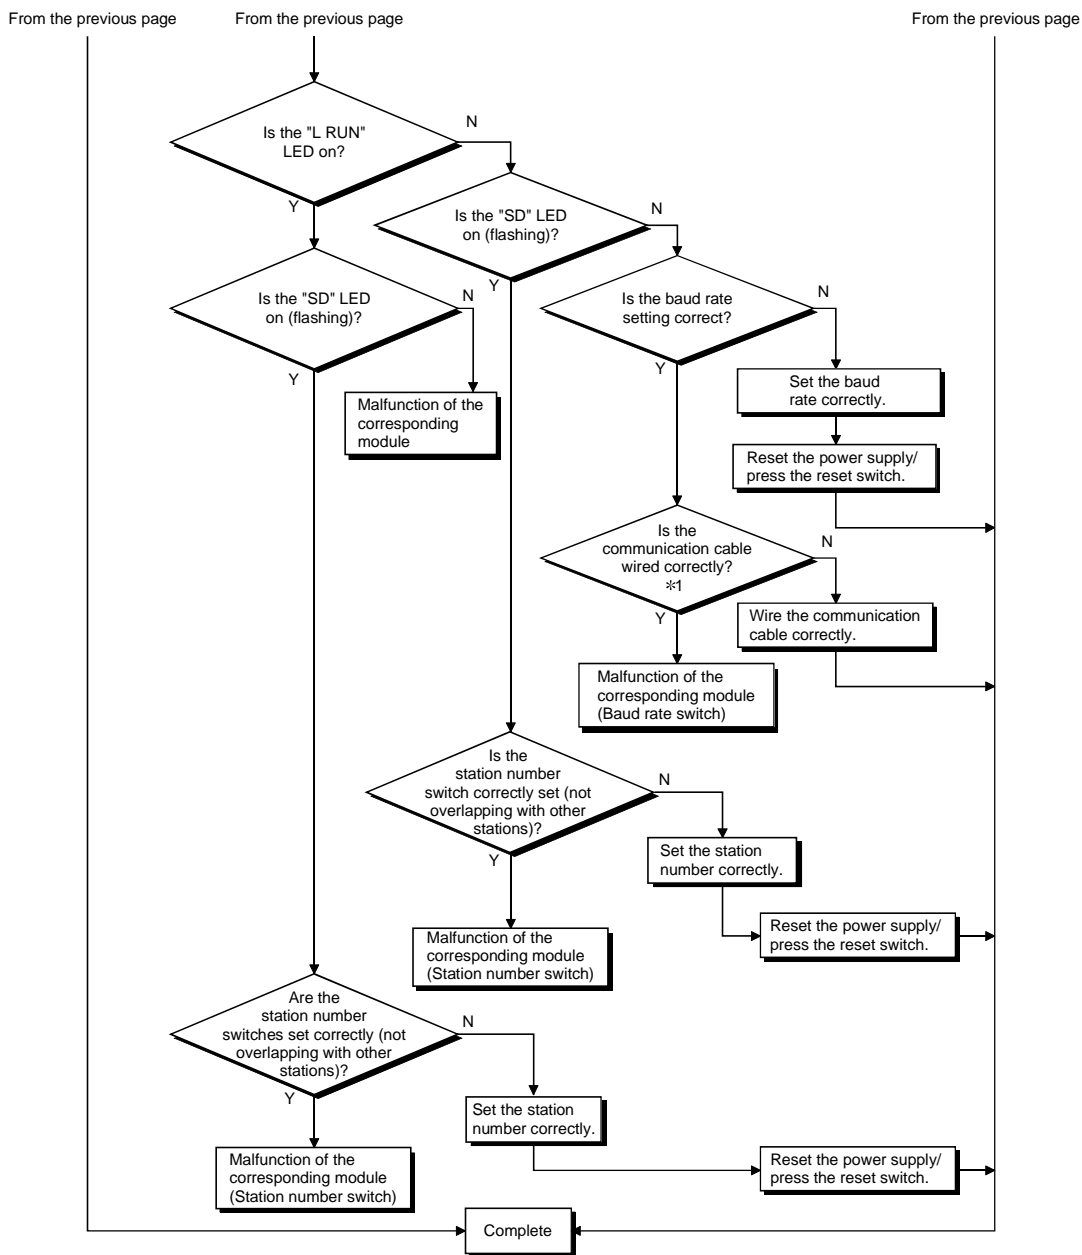 From the previous page
From the previous page
From the previous page
Is the "L RUN"
LED on?
N
Y
Is the "SD" LED
on (flashing)?
N
Y
Is the "SD" LED
on (flashing)?
N
Y
Is the baud rate
setting correct?
N
Y
Set the baud
rate correctly.
Malfunction of the
corresponding
module
Reset the power supply/
press the reset switch.
Is the
communication cable
wired correctly?
*1
N
Y
Wire the communication
cable correctly.
Malfunction of the
corresponding module
(Baud rate switch)
Is the
station number
switch correctly set (not
overlapping with other
stations)?
N
Y
Set the station
number correctly.
Reset the power supply/
press the reset switch.
Malfunction of the
corresponding module
(Station number switch)
Are the
station number
switches set correctly (not
overlapping with other
stations)?
N
Y
Set the station
number correctly.
Reset the power supply/
press the reset switch.
Malfunction of the
corresponding module
(Station number switch)
Complete